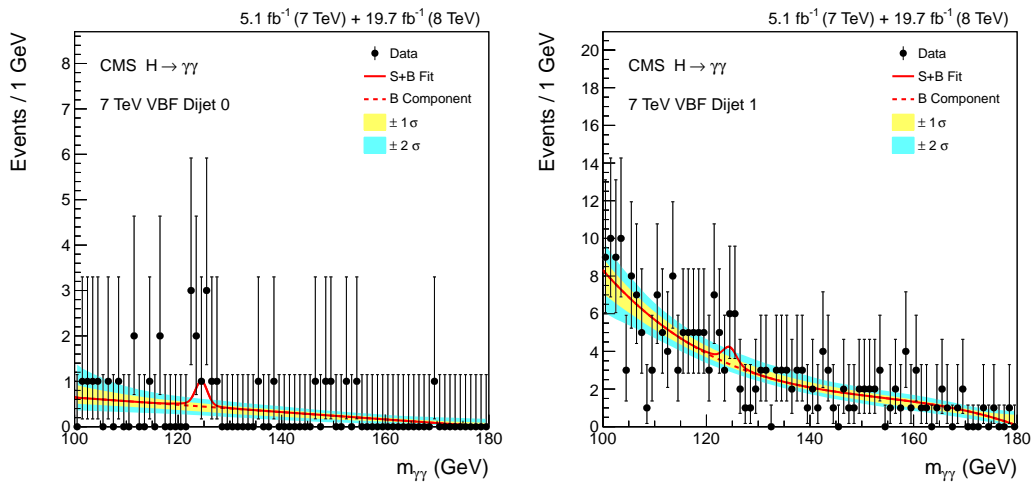 5.1 fb⁻¹ (7 TeV) + 19.7 fb⁻¹ (8 TeV)
Events / 1 GeV
8
7
6
5
4
3
2
1
0
CMS H → γγ
7 TeV VBF Dijet 0
Data
S+B Fit
B Component
± 1 σ
± 2 σ
100 120 140 160 180
mγγ (GeV)
5.1 fb⁻¹ (7 TeV) + 19.7 fb⁻¹ (8 TeV)
Events / 1 GeV
20
18
16
14
12
10
8
6
4
2
0
CMS H → γγ
7 TeV VBF Dijet 1
Data
S+B Fit
B Component
± 1 σ
± 2 σ
100 120 140 160 180
mγγ (GeV)